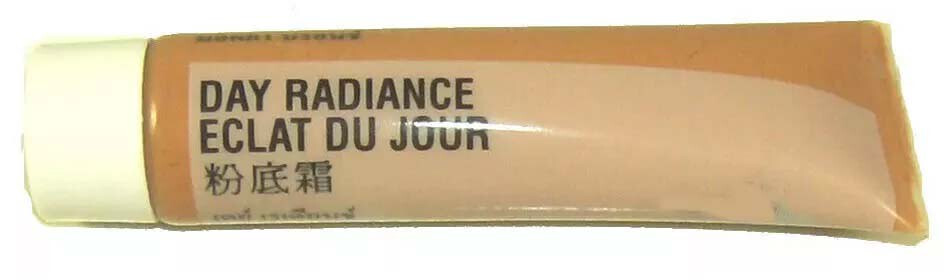 DAY RADIANCE
ECLAT DU JOUR
粉底霜